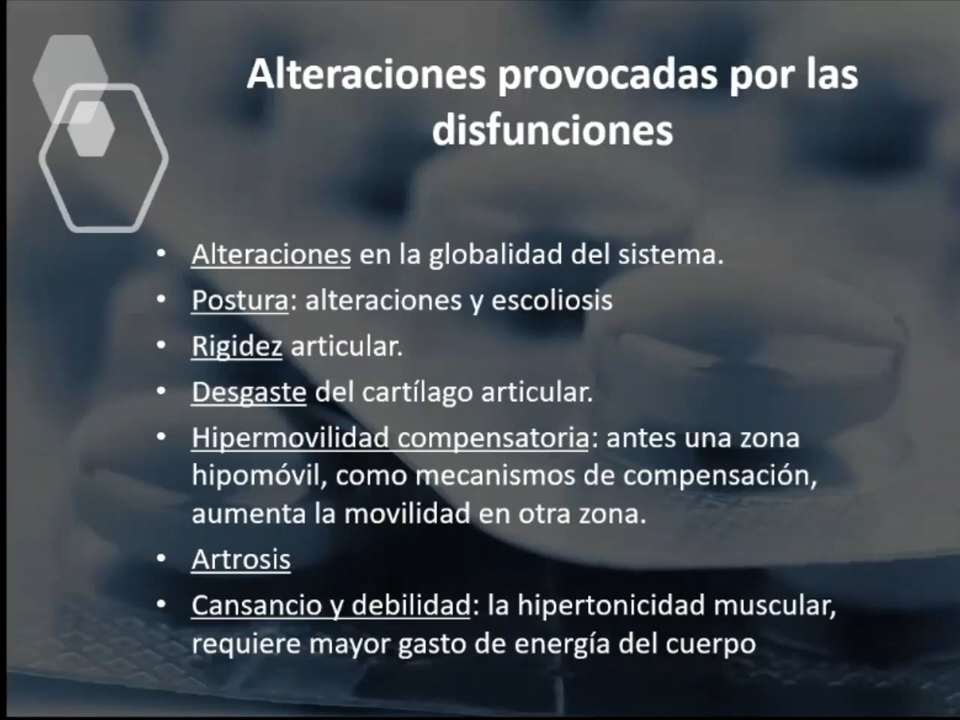 Alteraciones provocadas por las
disfunciones
• Alteraciones en la globalidad del sistema.
• Postura: alteraciones y escoliosis
• Rigidez articular.
• Desgaste del cartílago articular.
• Hipermovilidad compensatoria: antes una zona
hipomóvil, como mecanismos de compensación,
aumenta la movilidad en otra zona.
• Artrosis
• Cansancio y debilidad: la hipertonicidad muscular,
requiere mayor gasto de energía del cuerpo